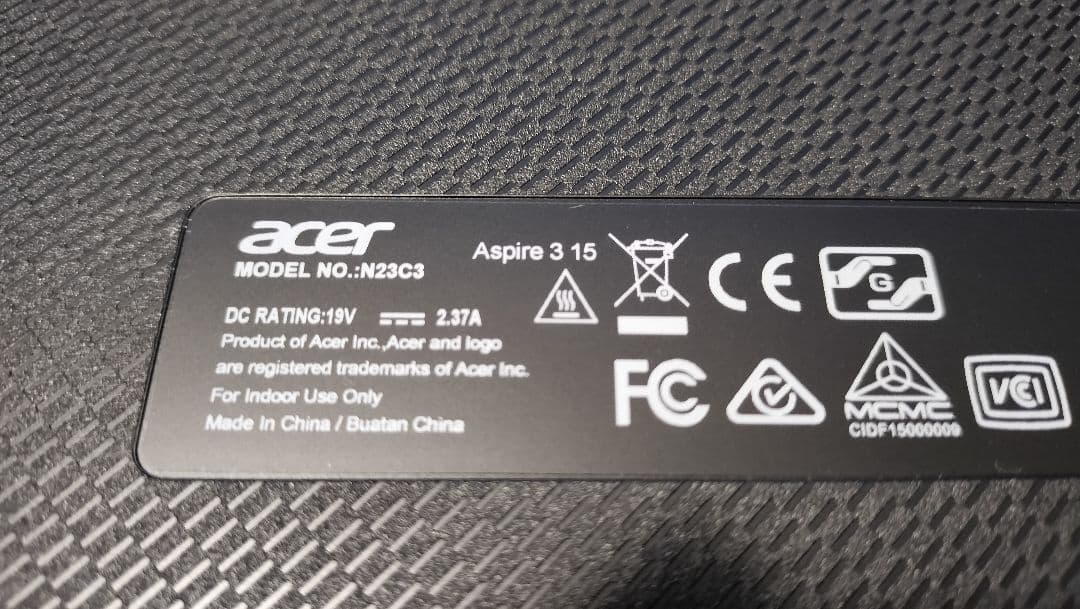 acer
MODEL NO.:N23C3
Aspire 3 15
DC RATING:19V ⎓ 2.37A
Product of Acer Inc.,Acer and logo
are registered trademarks of Acer Inc.
For Indoor Use Only
Made In China / Buatan China
CE
G
FC
MCMC
CIDF15000009
VCI